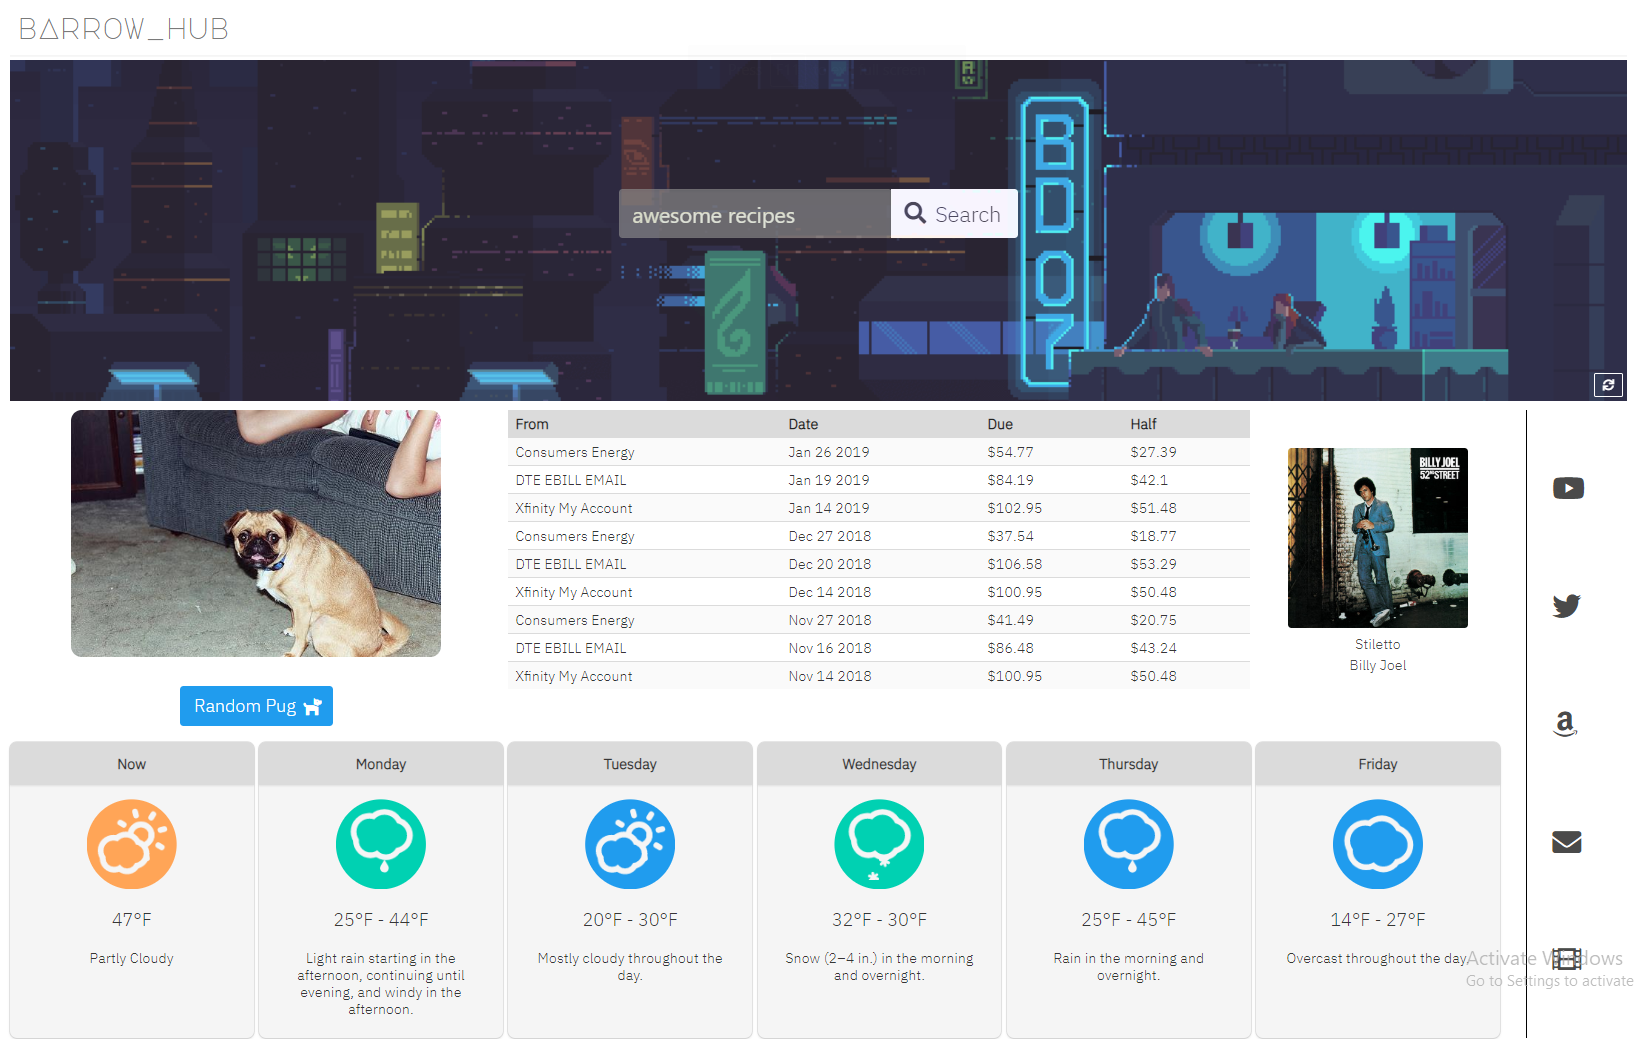 BARROW_HUB
BD 07
awesome recipes
Search
From Date Due Half
Consumers Energy Jan 26 2019 $54.77 $27.39
DTE EBILL EMAIL Jan 19 2019 $84.19 $42.1
Xfinity My Account Jan 14 2019 $102.95 $51.48
Consumers Energy Dec 27 2018 $37.54 $18.77
DTE EBILL EMAIL Dec 20 2018 $106.58 $53.29
Xfinity My Account Dec 14 2018 $100.95 $50.48
Consumers Energy Nov 27 2018 $41.49 $20.75
DTE EBILL EMAIL Nov 16 2018 $86.48 $43.24
Xfinity My Account Nov 14 2018 $100.95 $50.48
BILLY JOEL
52ND STREET
Stiletto
Billy Joel
Random Pug
Now
47°F
Partly Cloudy
Monday
25°F - 44°F
Light rain starting in the
afternoon, continuing until
evening, and windy in the
afternoon.
Tuesday
20°F - 30°F
Mostly cloudy throughout the
day.
Wednesday
32°F - 30°F
Snow (2–4 in.) in the morning
and overnight.
Thursday
25°F - 45°F
Rain in the morning and
overnight.
Friday
14°F - 27°F
Overcast throughout the day.
Activate Windows
Go to Settings to activate